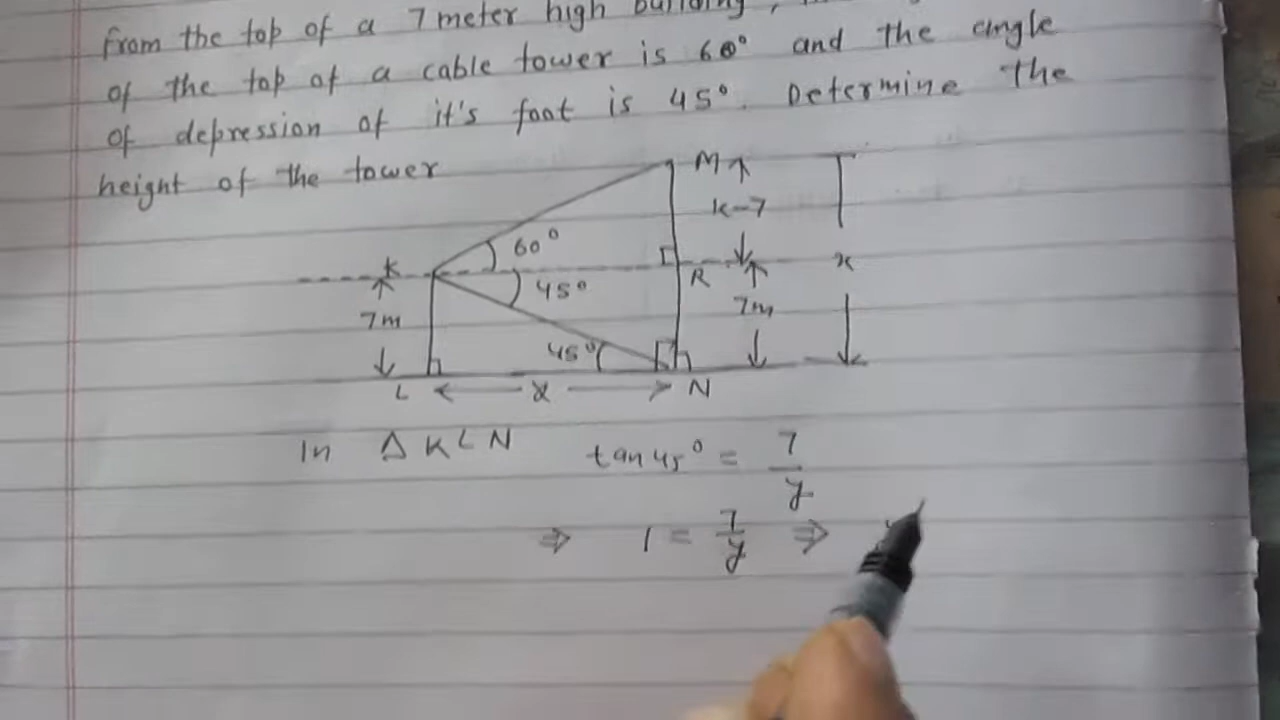 from the top of a 7 meter high building,
of the top of a cable tower is 60° and the angle
of depression of it's foot is 45°. Determine the
height of the tower
M
x-7
60°
K
R
x
45°
7m
7m
45°
L
y
N
In Δ KLN tan 45° = 7/y
⇒ 1 = 7/y ⇒